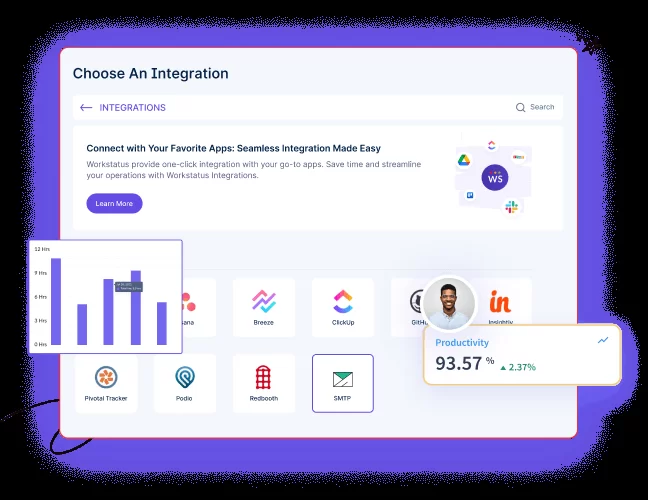 Choose An Integration
INTEGRATIONS
Search
Connect with Your Favorite Apps: Seamless Integration Made Easy
Workstatus provide one-click integration with your go-to apps. Save time and streamline
your operations with Workstatus Integrations.
Learn More
WS
12 Hrs
9 Hrs
6 Hrs
3 Hrs
0 Hrs
sana
Breeze
ClickUp
GitHu
Insightly
Productivity
93.57 %
2.37%
Pivotal Tracker
Podio
Redbooth
SMTP